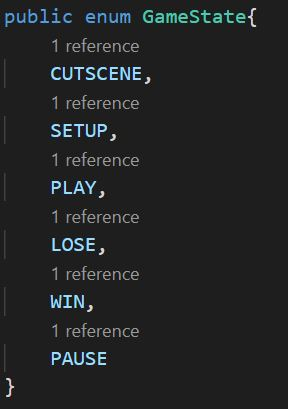 public enum GameState{
1 reference
CUTSCENE,
1 reference
SETUP,
1 reference
PLAY,
1 reference
LOSE,
1 reference
WIN,
1 reference
PAUSE
}